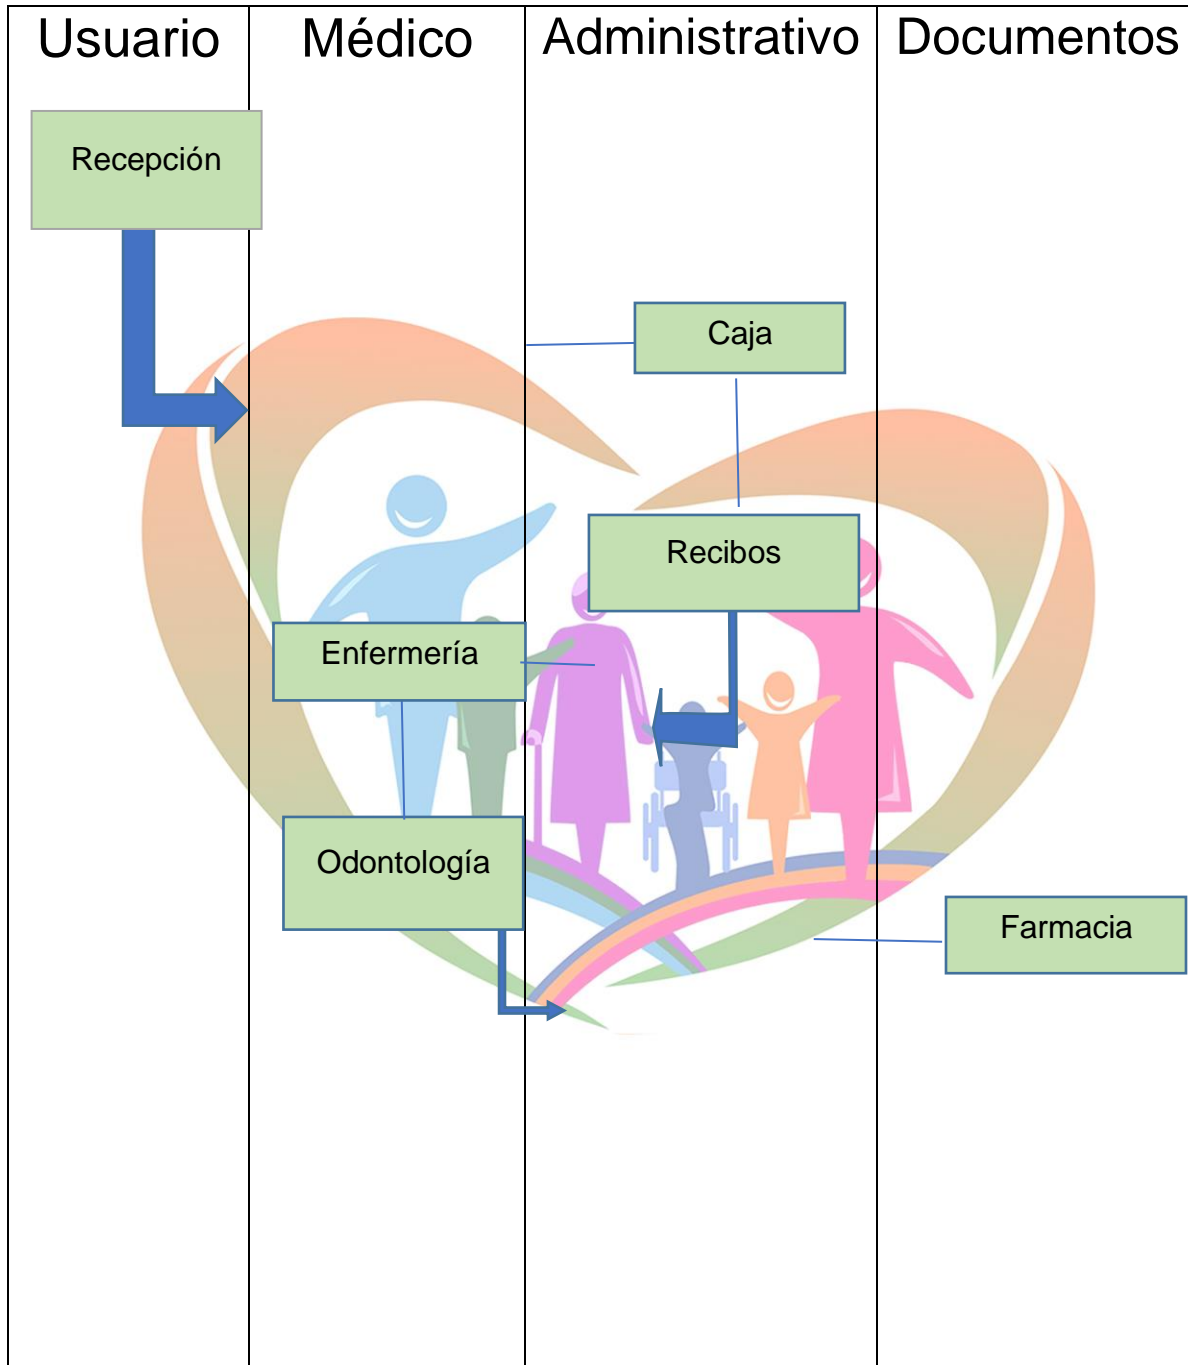 Usuario
Médico
Administrativo
Documentos
Recepción
Caja
Recibos
Enfermería
Odontología
Farmacia